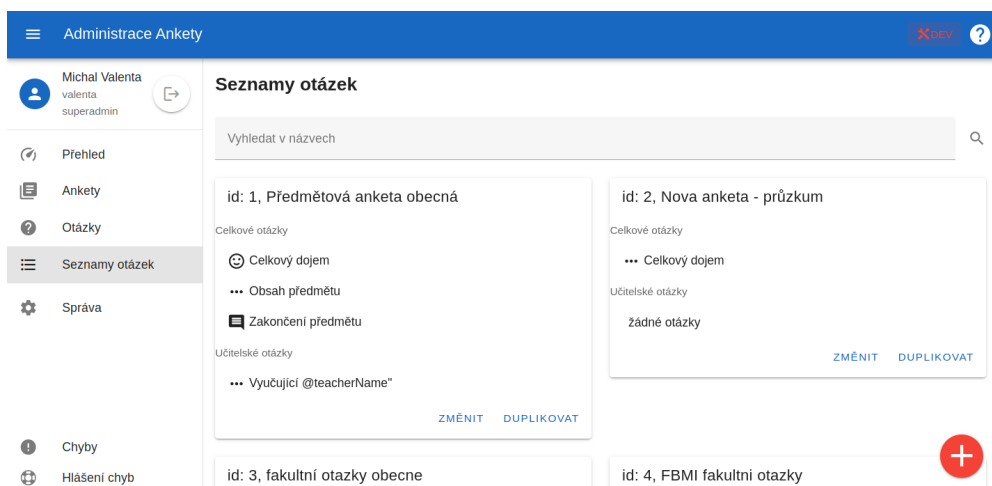 Administrace Ankety
DEV
Michal Valenta
valenta
superadmin
Přehled
Ankety
Otázky
Seznamy otázek
Správa
Chyby
Hlášení chyb
Seznamy otázek
Vyhledat v názvech
id: 1, Předmětová anketa obecná
Celkové otázky
Celkový dojem
Obsah předmětu
Zakončení předmětu
Učitelské otázky
Vyučující @teacherName"
ZMĚNIT DUPLIKOVAT
id: 2, Nova anketa - průzkum
Celkové otázky
Celkový dojem
Učitelské otázky
žádné otázky
ZMĚNIT DUPLIKOVAT
id: 3, fakultní otazky obecne
id: 4, FBMI fakultni otazky